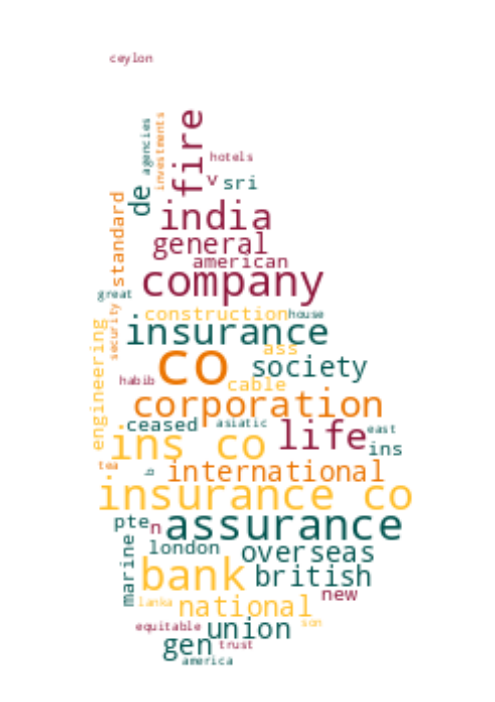 ceylon
fire
agencies
investments
hotels
v
sri
de
standard
india
general
american
company
great
construction
house
insurance
security
engineering
ass
co
society
habib
cable
corporation
ceased
asiatic
life
east
ins co
ins
tea
b
international
insurance co
pte
n
assurance
marine
london
overseas
bank
british
new
lanka
national
son
equitable
union
gen
trust
america